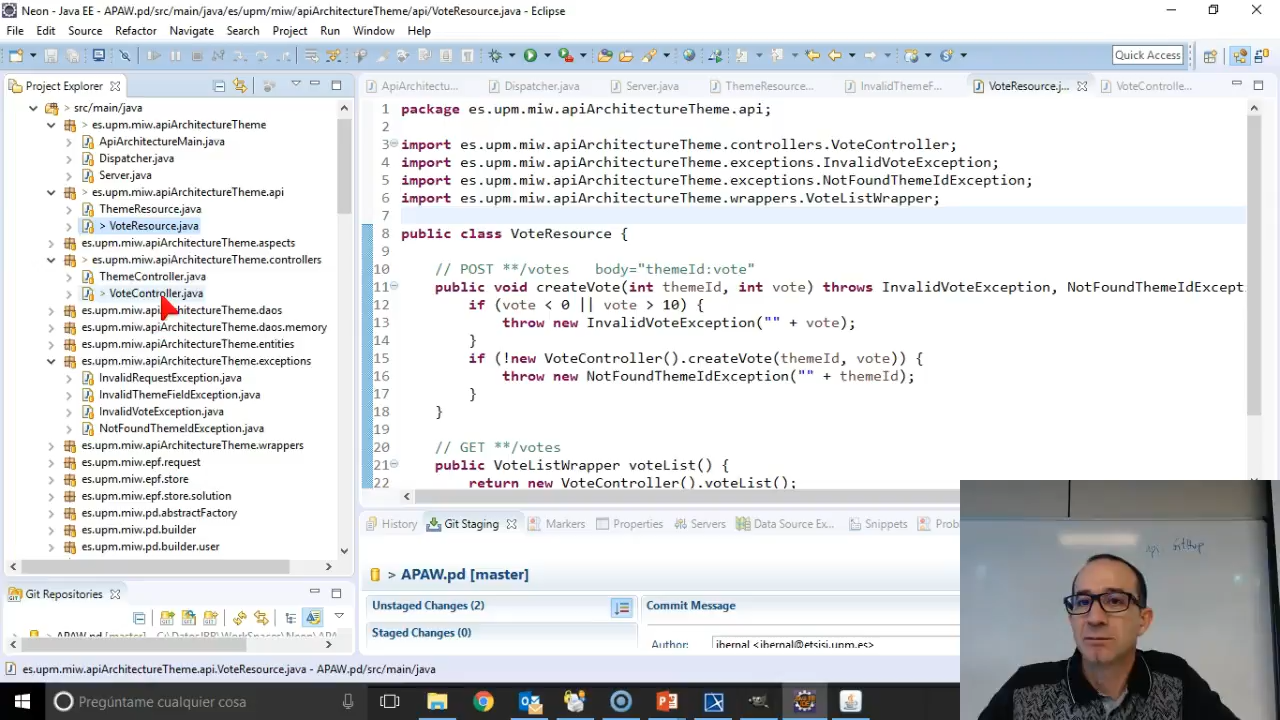 Neon - Java EE - APAW.pd/src/main/java/es/upm/miw/apiArchitectureTheme/api/VoteResource.java - Eclipse
File Edit Source Refactor Navigate Search Project Run Window Help
Quick Access
Project Explorer
ApiArchitectu... Dispatcher.java Server.java ThemeResource... InvalidThemeF... VoteResource.j... VoteControlle...
> src/main/java
> es.upm.miw.apiArchitectureTheme
ApiArchitectureMain.java
Dispatcher.java
Server.java
> es.upm.miw.apiArchitectureTheme.api
ThemeResource.java
> VoteResource.java
es.upm.miw.apiArchitectureTheme.aspects
> es.upm.miw.apiArchitectureTheme.controllers
ThemeController.java
> VoteController.java
es.upm.miw.apiArchitectureTheme.daos
es.upm.miw.apiArchitectureTheme.daos.memory
es.upm.miw.apiArchitectureTheme.entities
es.upm.miw.apiArchitectureTheme.exceptions
InvalidRequestException.java
InvalidThemeFieldException.java
InvalidVoteException.java
NotFoundThemeIdException.java
es.upm.miw.apiArchitectureTheme.wrappers
es.upm.miw.epf.request
es.upm.miw.epf.store
es.upm.miw.epf.store.solution
es.upm.miw.pd.abstractFactory
es.upm.miw.pd.builder
es.upm.miw.pd.builder.user
1 package es.upm.miw.apiArchitectureTheme.api;
2
3 import es.upm.miw.apiArchitectureTheme.controllers.VoteController;
4 import es.upm.miw.apiArchitectureTheme.exceptions.InvalidVoteException;
5 import es.upm.miw.apiArchitectureTheme.exceptions.NotFoundThemeIdException;
6 import es.upm.miw.apiArchitectureTheme.wrappers.VoteListWrapper;
7
8 public class VoteResource {
9
10 // POST **/votes body="themeId:vote"
11 public void createVote(int themeId, int vote) throws InvalidVoteException, NotFoundThemeIdExcept
12 if (vote < 0 || vote > 10) {
13 throw new InvalidVoteException("" + vote);
14 }
15 if (!new VoteController().createVote(themeId, vote)) {
16 throw new NotFoundThemeIdException("" + themeId);
17 }
18 }
19
20 // GET **/votes
21 public VoteListWrapper voteList() {
22 return new VoteController().voteList();
History Git Staging Markers Properties Servers Data Source Ex... Snippets Prob
> APAW.pd [master]
Unstaged Changes (2)
Commit Message
Staged Changes (0)
Author: jbernal <jbernal@etsisi.upm.es>
Git Repositories
> APAW.pd [master]
es.upm.miw.apiArchitectureTheme.api.VoteResource.java - APAW.pd/src/main/java
Pregúntame cualquier cosa
api